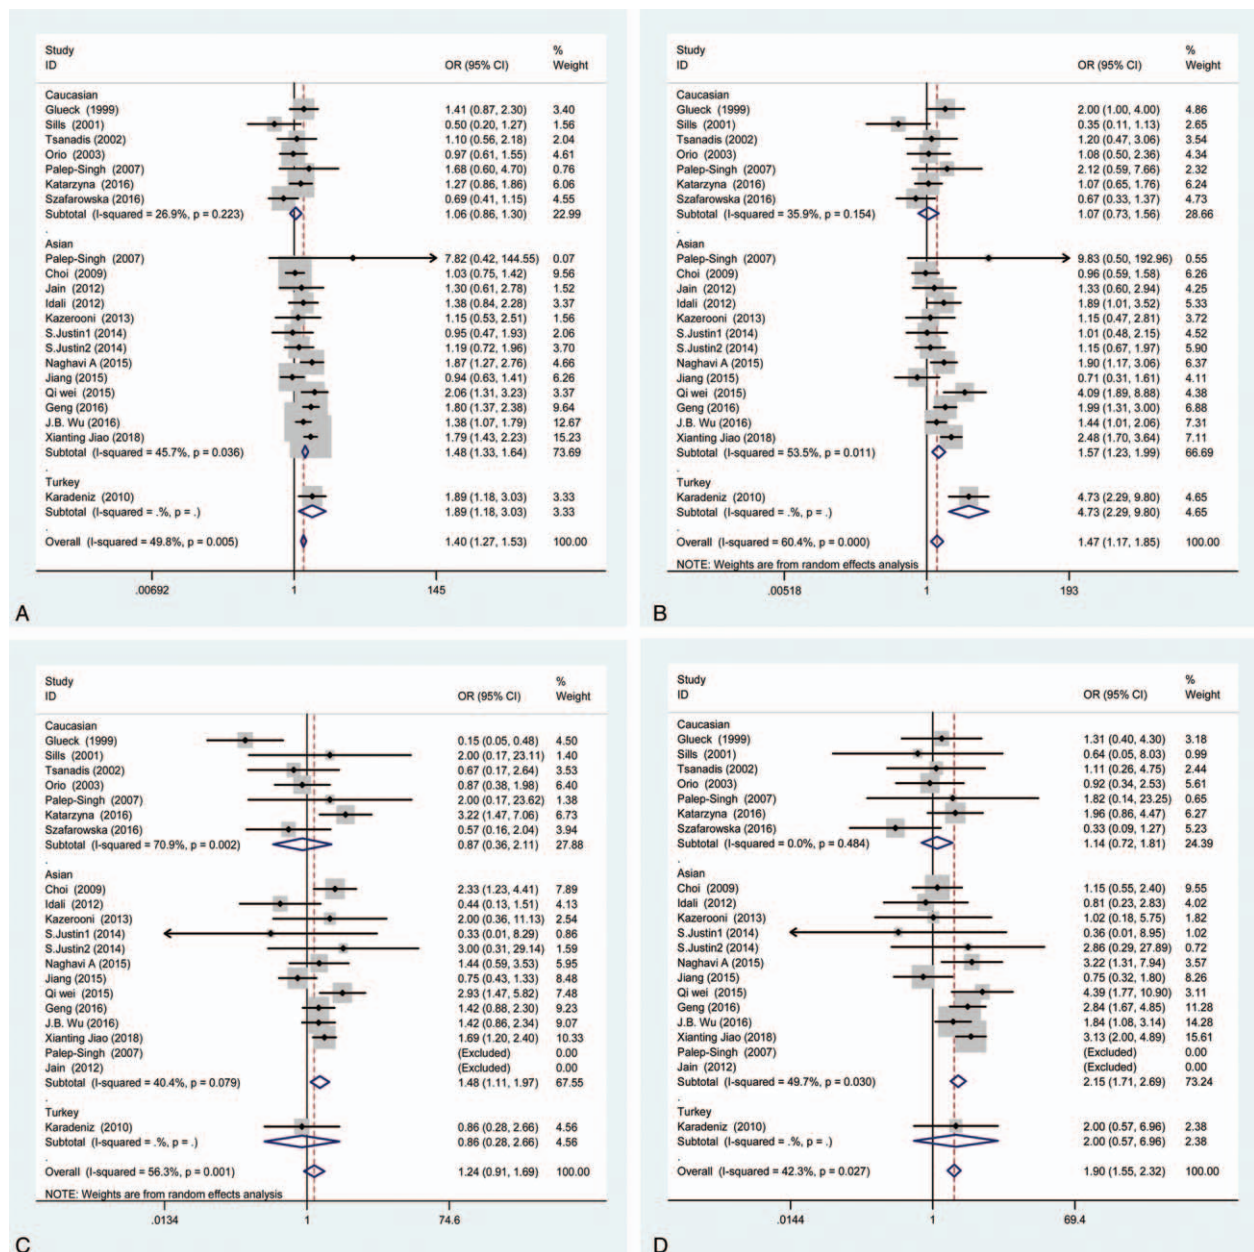 Study %
ID OR (95% CI) Weight
Caucasian
Glueck (1999) 1.41 (0.87, 2.30) 3.40
Sills (2001) 0.50 (0.20, 1.27) 1.56
Tsanadis (2002) 1.10 (0.56, 2.18) 2.04
Orio (2003) 0.97 (0.61, 1.55) 4.61
Palep-Singh (2007) 1.68 (0.60, 4.70) 0.76
Katarzyna (2016) 1.27 (0.86, 1.86) 6.06
Szafarowska (2016) 0.69 (0.41, 1.15) 4.55
Subtotal (I-squared = 26.9%, p = 0.223) 1.06 (0.86, 1.30) 22.99
.
Asian
Palep-Singh (2007) 7.82 (0.42, 144.55) 0.07
Choi (2009) 1.03 (0.75, 1.42) 9.56
Jain (2012) 1.30 (0.61, 2.78) 1.52
Idali (2012) 1.38 (0.84, 2.28) 3.37
Kazerooni (2013) 1.15 (0.53, 2.51) 1.56
S.Justin1 (2014) 0.95 (0.47, 1.93) 2.06
S.Justin2 (2014) 1.19 (0.72, 1.96) 3.70
Naghavi A (2015) 1.87 (1.27, 2.76) 4.66
Jiang (2015) 0.94 (0.63, 1.41) 6.26
Qi wei (2015) 2.06 (1.31, 3.23) 3.37
Geng (2016) 1.80 (1.37, 2.38) 9.64
J.B. Wu (2016) 1.38 (1.07, 1.79) 12.67
Xianting Jiao (2018) 1.79 (1.43, 2.23) 15.23
Subtotal (I-squared = 45.7%, p = 0.036) 1.48 (1.33, 1.64) 73.69
.
Turkey
Karadeniz (2010) 1.89 (1.18, 3.03) 3.33
Subtotal (I-squared = .%, p = .) 1.89 (1.18, 3.03) 3.33
.
Overall (I-squared = 49.8%, p = 0.005) 1.40 (1.27, 1.53) 100.00
.00692 1 145
A
Study %
ID OR (95% CI) Weight
Caucasian
Glueck (1999) 2.00 (1.00, 4.00) 4.86
Sills (2001) 0.35 (0.11, 1.13) 2.65
Tsanadis (2002) 1.20 (0.47, 3.06) 3.54
Orio (2003) 1.08 (0.50, 2.36) 4.34
Palep-Singh (2007) 2.12 (0.59, 7.66) 2.32
Katarzyna (2016) 1.07 (0.65, 1.76) 6.24
Szafarowska (2016) 0.67 (0.33, 1.37) 4.73
Subtotal (I-squared = 35.9%, p = 0.154) 1.07 (0.73, 1.56) 28.66
.
Asian
Palep-Singh (2007) 9.83 (0.50, 192.96) 0.55
Choi (2009) 0.96 (0.59, 1.58) 6.26
Jain (2012) 1.33 (0.60, 2.94) 4.25
Idali (2012) 1.89 (1.01, 3.52) 5.33
Kazerooni (2013) 1.15 (0.47, 2.81) 3.72
S.Justin1 (2014) 1.01 (0.48, 2.15) 4.52
S.Justin2 (2014) 1.15 (0.67, 1.97) 5.90
Naghavi A (2015) 1.90 (1.17, 3.06) 6.37
Jiang (2015) 0.71 (0.31, 1.61) 4.11
Qi wei (2015) 4.09 (1.89, 8.88) 4.38
Geng (2016) 1.99 (1.31, 3.00) 6.88
J.B. Wu (2016) 1.44 (1.01, 2.06) 7.31
Xianting Jiao (2018) 2.48 (1.70, 3.64) 7.11
Subtotal (I-squared = 53.5%, p = 0.011) 1.57 (1.23, 1.99) 66.69
.
Turkey
Karadeniz (2010) 4.73 (2.29, 9.80) 4.65
Subtotal (I-squared = .%, p = .) 4.73 (2.29, 9.80) 4.65
.
Overall (I-squared = 60.4%, p = 0.000) 1.47 (1.17, 1.85) 100.00
NOTE: Weights are from random effects analysis
.00518 1 193
B
Study %
ID OR (95% CI) Weight
Caucasian
Glueck (1999) 0.15 (0.05, 0.48) 4.50
Sills (2001) 2.00 (0.17, 23.11) 1.40
Tsanadis (2002) 0.67 (0.17, 2.64) 3.53
Orio (2003) 0.87 (0.38, 1.98) 6.40
Palep-Singh (2007) 2.00 (0.17, 23.62) 1.38
Katarzyna (2016) 3.22 (1.47, 7.06) 6.73
Szafarowska (2016) 0.57 (0.16, 2.04) 3.94
Subtotal (I-squared = 70.9%, p = 0.002) 0.87 (0.36, 2.11) 27.88
.
Asian
Choi (2009) 2.33 (1.23, 4.41) 7.89
Idali (2012) 0.44 (0.13, 1.51) 4.13
Kazerooni (2013) 2.00 (0.36, 11.13) 2.54
S.Justin1 (2014) 0.33 (0.01, 8.29) 0.86
S.Justin2 (2014) 3.00 (0.31, 29.14) 1.59
Naghavi A (2015) 1.44 (0.59, 3.53) 5.95
Jiang (2015) 0.75 (0.43, 1.33) 8.48
Qi wei (2015) 2.93 (1.47, 5.82) 7.48
Geng (2016) 1.42 (0.88, 2.30) 9.23
J.B. Wu (2016) 1.42 (0.86, 2.34) 9.07
Xianting Jiao (2018) 1.69 (1.20, 2.40) 10.33
Palep-Singh (2007) (Excluded) 0.00
Jain (2012) (Excluded) 0.00
Subtotal (I-squared = 40.4%, p = 0.079) 1.48 (1.11, 1.97) 67.55
.
Turkey
Karadeniz (2010) 0.86 (0.28, 2.66) 4.56
Subtotal (I-squared = .%, p = .) 0.86 (0.28, 2.66) 4.56
.
Overall (I-squared = 56.3%, p = 0.001) 1.24 (0.91, 1.69) 100.00
NOTE: Weights are from random effects analysis
.0134 1 74.6
C
Study %
ID OR (95% CI) Weight
Caucasian
Glueck (1999) 1.31 (0.40, 4.30) 3.18
Sills (2001) 0.64 (0.05, 8.03) 0.99
Tsanadis (2002) 1.11 (0.26, 4.75) 2.44
Orio (2003) 0.92 (0.34, 2.53) 5.61
Palep-Singh (2007) 1.82 (0.14, 23.25) 0.65
Katarzyna (2016) 1.96 (0.86, 4.47) 6.27
Szafarowska (2016) 0.33 (0.09, 1.27) 5.23
Subtotal (I-squared = 0.0%, p = 0.484) 1.14 (0.72, 1.81) 24.39
.
Asian
Choi (2009) 1.15 (0.55, 2.40) 9.55
Idali (2012) 0.81 (0.23, 2.83) 4.02
Kazerooni (2013) 1.02 (0.18, 5.75) 1.82
S.Justin1 (2014) 0.36 (0.01, 8.95) 1.02
S.Justin2 (2014) 2.86 (0.29, 27.89) 0.72
Naghavi A (2015) 3.22 (1.31, 7.94) 3.57
Jiang (2015) 0.75 (0.32, 1.80) 8.26
Qi wei (2015) 4.39 (1.77, 10.90) 3.11
Geng (2016) 2.84 (1.67, 4.85) 11.28
J.B. Wu (2016) 1.84 (1.08, 3.14) 14.28
Xianting Jiao (2018) 3.13 (2.00, 4.89) 15.61
Palep-Singh (2007) (Excluded) 0.00
Jain (2012) (Excluded) 0.00
Subtotal (I-squared = 49.7%, p = 0.030) 2.15 (1.71, 2.69) 73.24
.
Turkey
Karadeniz (2010) 2.00 (0.57, 6.96) 2.38
Subtotal (I-squared = .%, p = .) 2.00 (0.57, 6.96) 2.38
.
Overall (I-squared = 42.3%, p = 0.027) 1.90 (1.55, 2.32) 100.00
.0144 1 69.4
D